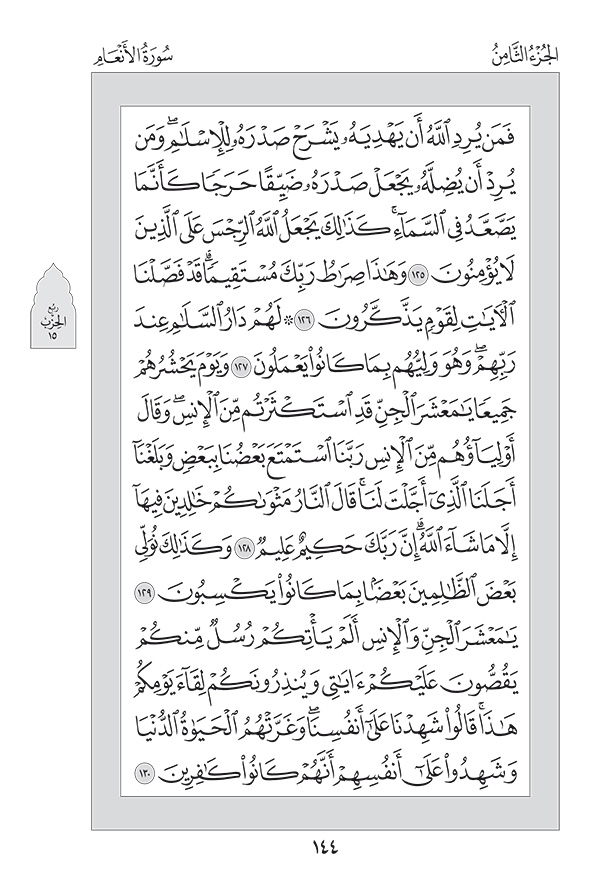 الجُزْءُ الثَّامِنُ
سُورَةُ الأَنْعَامِ
فَمَن يُرِدِ ٱللَّهُ أَن يَهْدِيَهُۥ يَشْرَحْ صَدْرَهُۥ لِلْإِسْلَـٰمِ ۖ وَمَن
يُرِدْ أَن يُضِلَّهُۥ يَجْعَلْ صَدْرَهُۥ ضَيِّقًا حَرَجًا كَأَنَّمَا
يَصَّعَّدُ فِي ٱلسَّمَآءِ ۚ كَذَٰلِكَ يَجْعَلُ ٱللَّهُ ٱلرِّجْسَ عَلَى ٱلَّذِينَ
لَا يُؤْمِنُونَ ١٢٥ وَهَـٰذَا صِرَٰطُ رَبِّكَ مُسْتَقِيمًا ۗ قَدْ فَصَّلْنَا
ٱلْـَٔايَـٰتِ لِقَوْمٍ يَذَّكَّرُونَ ١٢٦ ۞ لَهُمْ دَارُ ٱلسَّلَـٰمِ عِندَ
رَبِّهِمْ ۖ وَهُوَ وَلِيُّهُم بِمَا كَانُوا۟ يَعْمَلُونَ ١٢٧ وَيَوْمَ يَحْشُرُهُمْ
جَمِيعًا يَـٰمَعْشَرَ ٱلْجِنِّ قَدِ ٱسْتَكْثَرْتُم مِّنَ ٱلْإِنسِ ۖ وَقَالَ
أَوْلِيَآؤُهُم مِّنَ ٱلْإِنسِ رَبَّنَا ٱسْتَمْتَعَ بَعْضُنَا بِبَعْضٍ وَبَلَغْنَآ
أَجَلَنَا ٱلَّذِىٓ أَجَّلْتَ لَنَا ۚ قَالَ ٱلنَّارُ مَثْوَىٰكُمْ خَـٰلِدِينَ فِيهَآ
إِلَّا مَا شَآءَ ٱللَّهُ ۗ إِنَّ رَبَّكَ حَكِيمٌ عَلِيمٌ ١٢٨ وَكَذَٰلِكَ نُوَلِّى
بَعْضَ ٱلظَّـٰلِمِينَ بَعْضًۢا بِمَا كَانُوا۟ يَكْسِبُونَ ١٢٩
يَـٰمَعْشَرَ ٱلْجِنِّ وَٱلْإِنسِ أَلَمْ يَأْتِكُمْ رُسُلٌ مِّنكُمْ
يَقُصُّونَ عَلَيْكُمْ ءَايَـٰتِى وَيُنذِرُونَكُمْ لِقَآءَ يَوْمِكُمْ
هَـٰذَا ۚ قَالُوا۟ شَهِدْنَا عَلَىٰٓ أَنفُسِنَا ۖ وَغَرَّتْهُمُ ٱلْحَيَوٰةُ ٱلدُّنْيَا
وَشَهِدُوا۟ عَلَىٰٓ أَنفُسِهِمْ أَنَّهُمْ كَانُوا۟ كَـٰفِرِينَ ١٣٠
رُبْع
الحِزْب
١٥
١٤٤